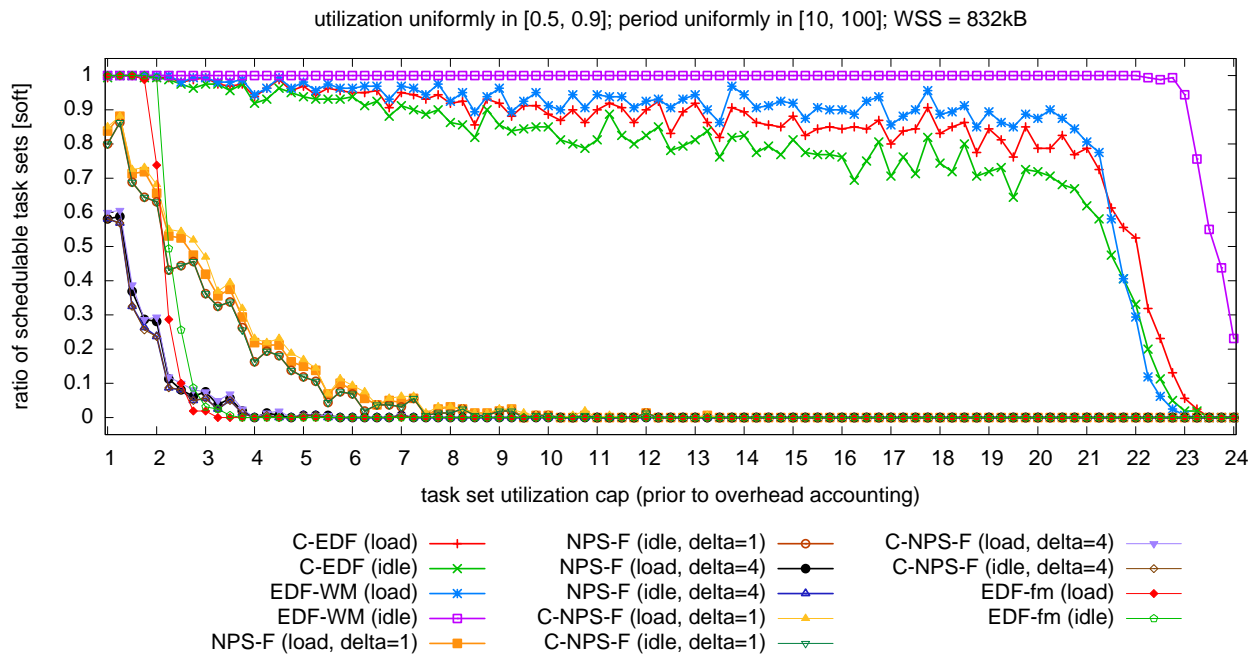 utilization uniformly in [0.5, 0.9]; period uniformly in [10, 100]; WSS = 832kB
ratio of schedulable task sets [soft]
1
0.9
0.8
0.7
0.6
0.5
0.4
0.3
0.2
0.1
0
1 2 3 4 5 6 7 8 9 10 11 12 13 14 15 16 17 18 19 20 21 22 23 24
task set utilization cap (prior to overhead accounting)
C-EDF (load)
C-EDF (idle)
EDF-WM (load)
EDF-WM (idle)
NPS-F (load, delta=1)
NPS-F (idle, delta=1)
NPS-F (load, delta=4)
NPS-F (idle, delta=4)
C-NPS-F (load, delta=1)
C-NPS-F (idle, delta=1)
C-NPS-F (load, delta=4)
C-NPS-F (idle, delta=4)
EDF-fm (load)
EDF-fm (idle)